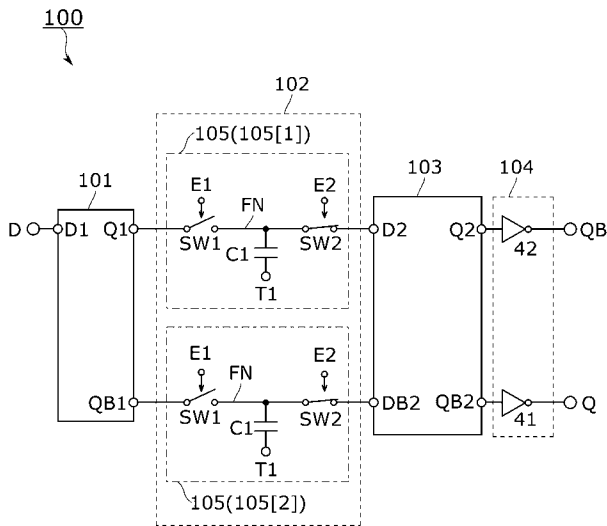 100
102
105(105[1])
101
103
104
E1
E2
FN
D
D1
Q1
SW1
C1
SW2
D2
Q2
42
QB
T1
E1
E2
FN
QB1
SW1
C1
SW2
DB2
QB2
41
Q
T1
105(105[2])